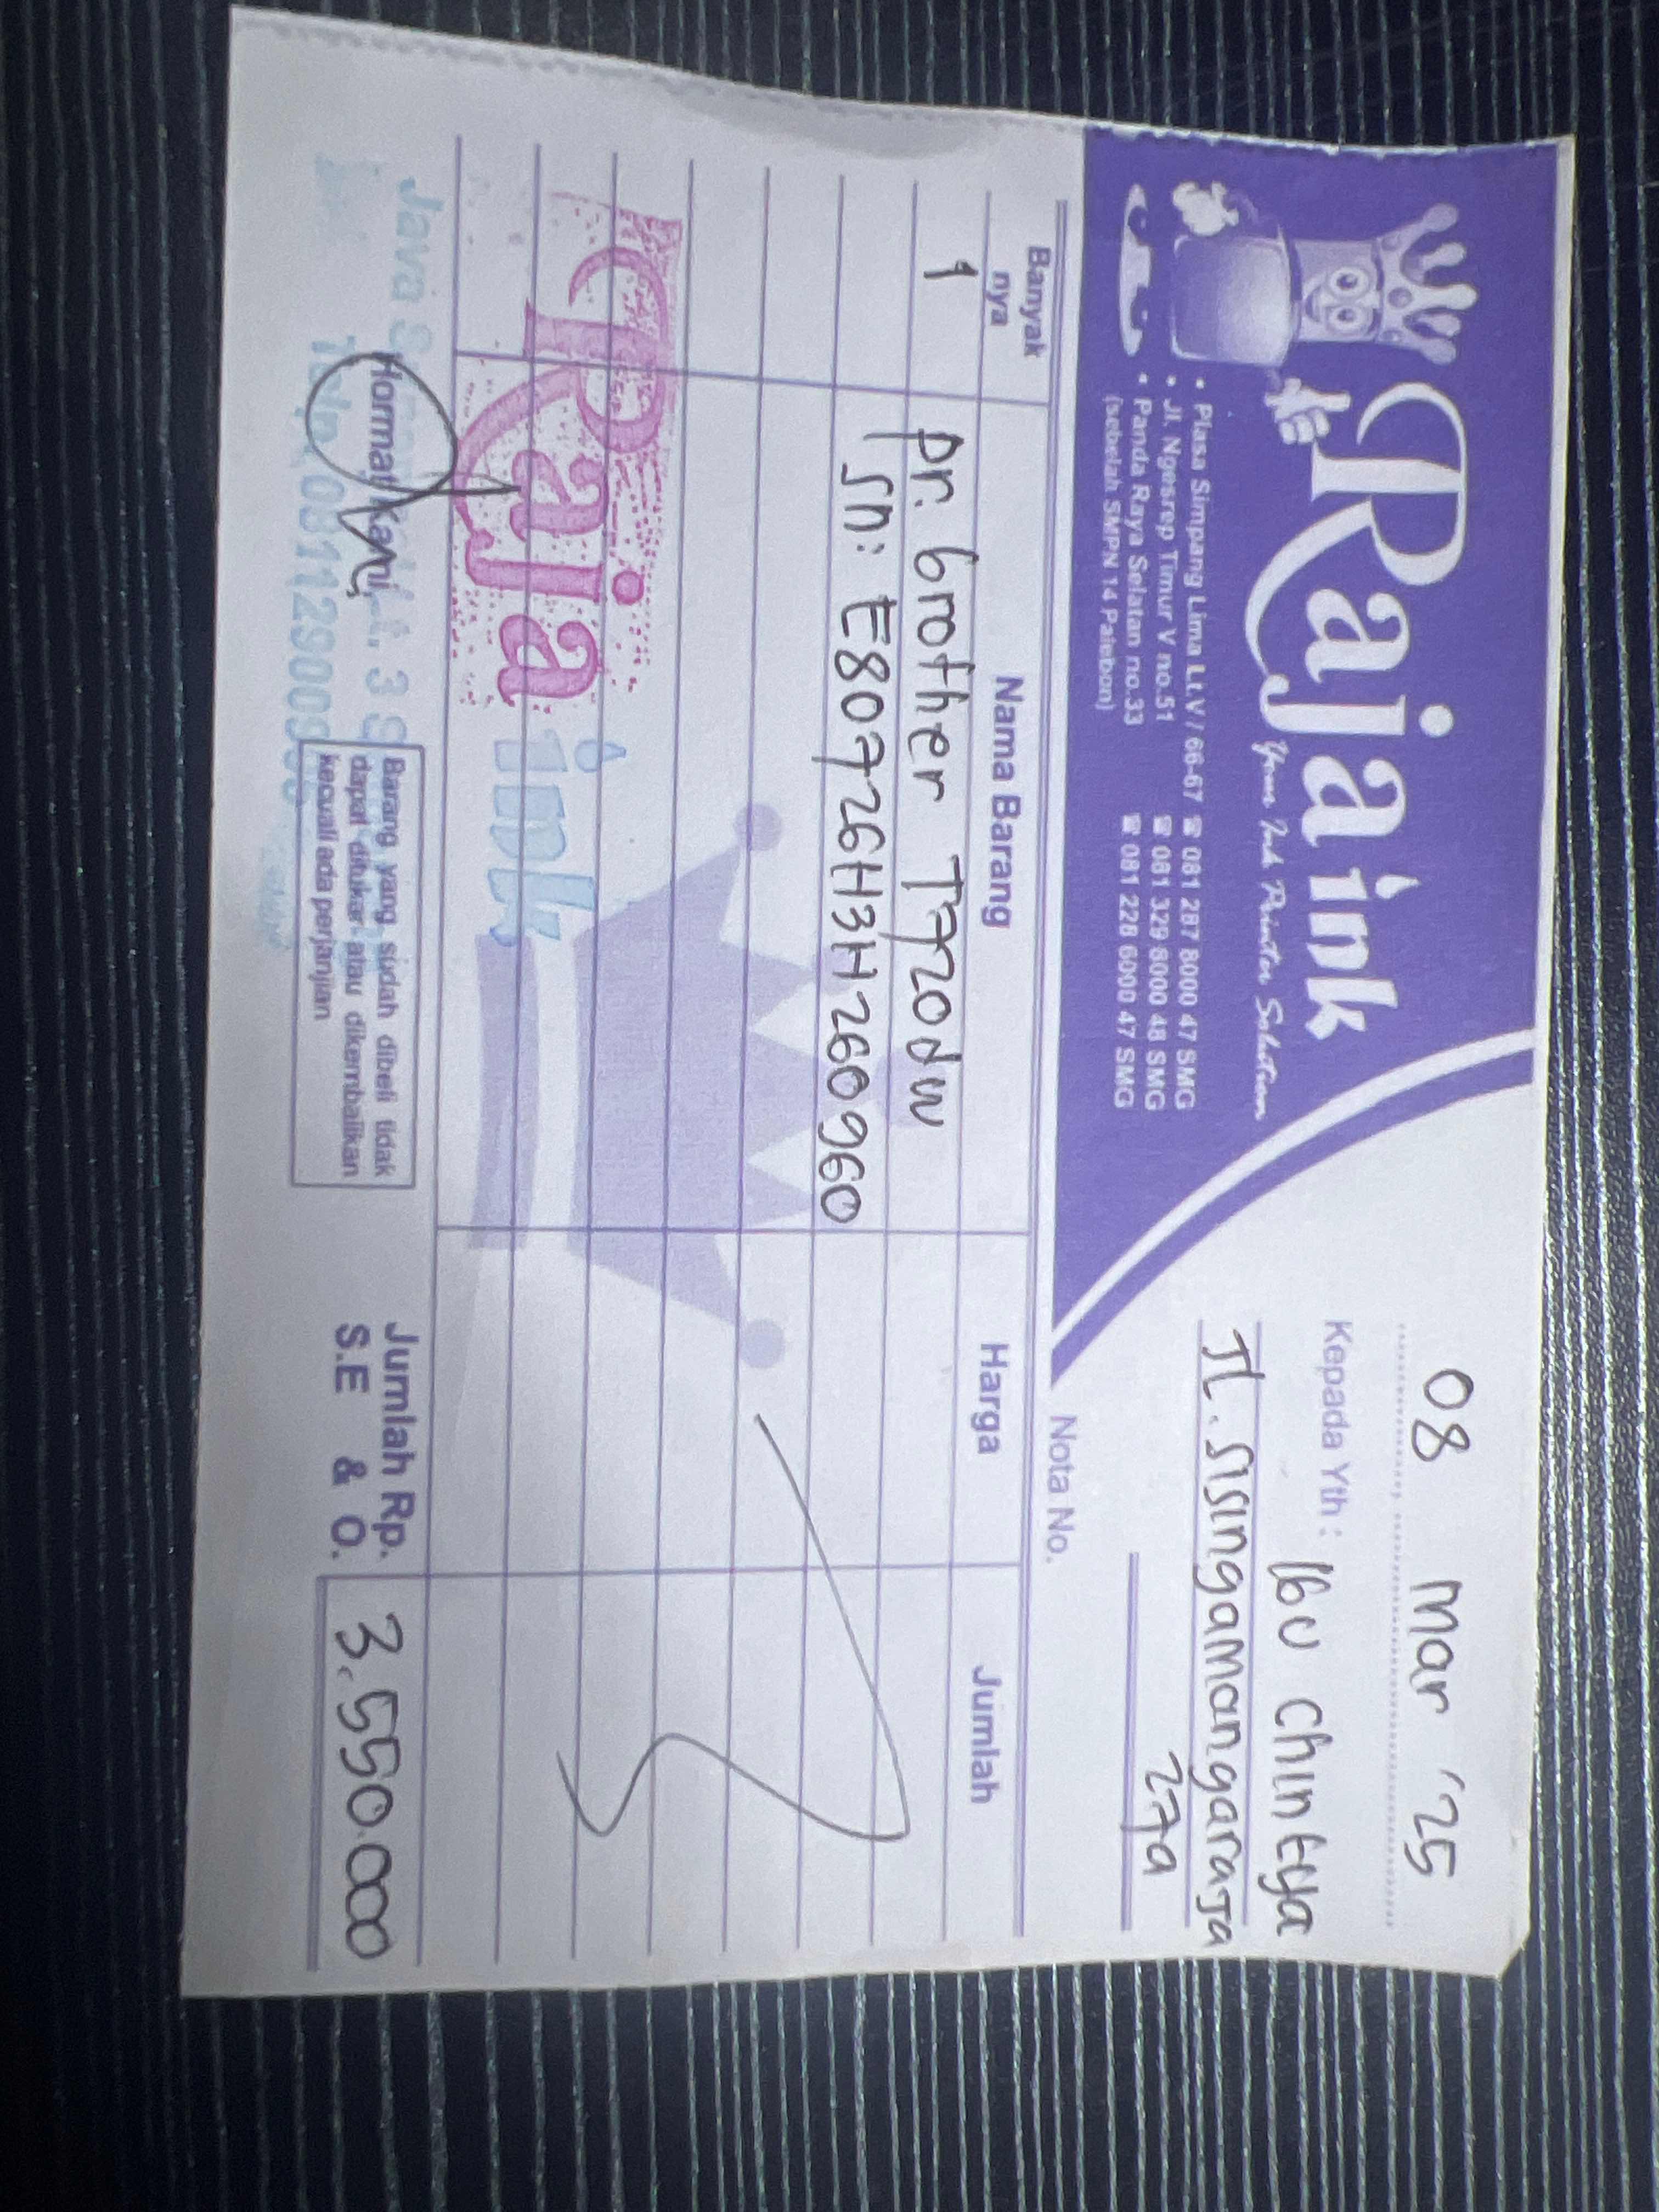 Raja ink
Your Ink Printer Solution
• Plasa Simpang Lima Lt.V / 66-67 ☎ 081 287 8000 47 SMG
• Jl. Ngesrep Timur V no.51 ☎ 081 329 6000 48 SMG
• Panda Raya Selatan no.33 ☎ 081 228 6000 47 SMG
(sebelah SMPN 14 Palebon)
08 Mar '25
Kepada Yth : Ibu Chintya
Jl. Sisingamangaraja
27a
Nota No.
Banyak nya Nama Barang Harga Jumlah
1 Pr. brother T720dw
Sn: E80726H3H260960
Raja ink
Java
Hormat Kami,
Barang yang sudah dibeli tidak
dapat ditukar atau dikembalikan
kecuali ada perjanjian
Jumlah Rp. 3.550.000
S.E & O.